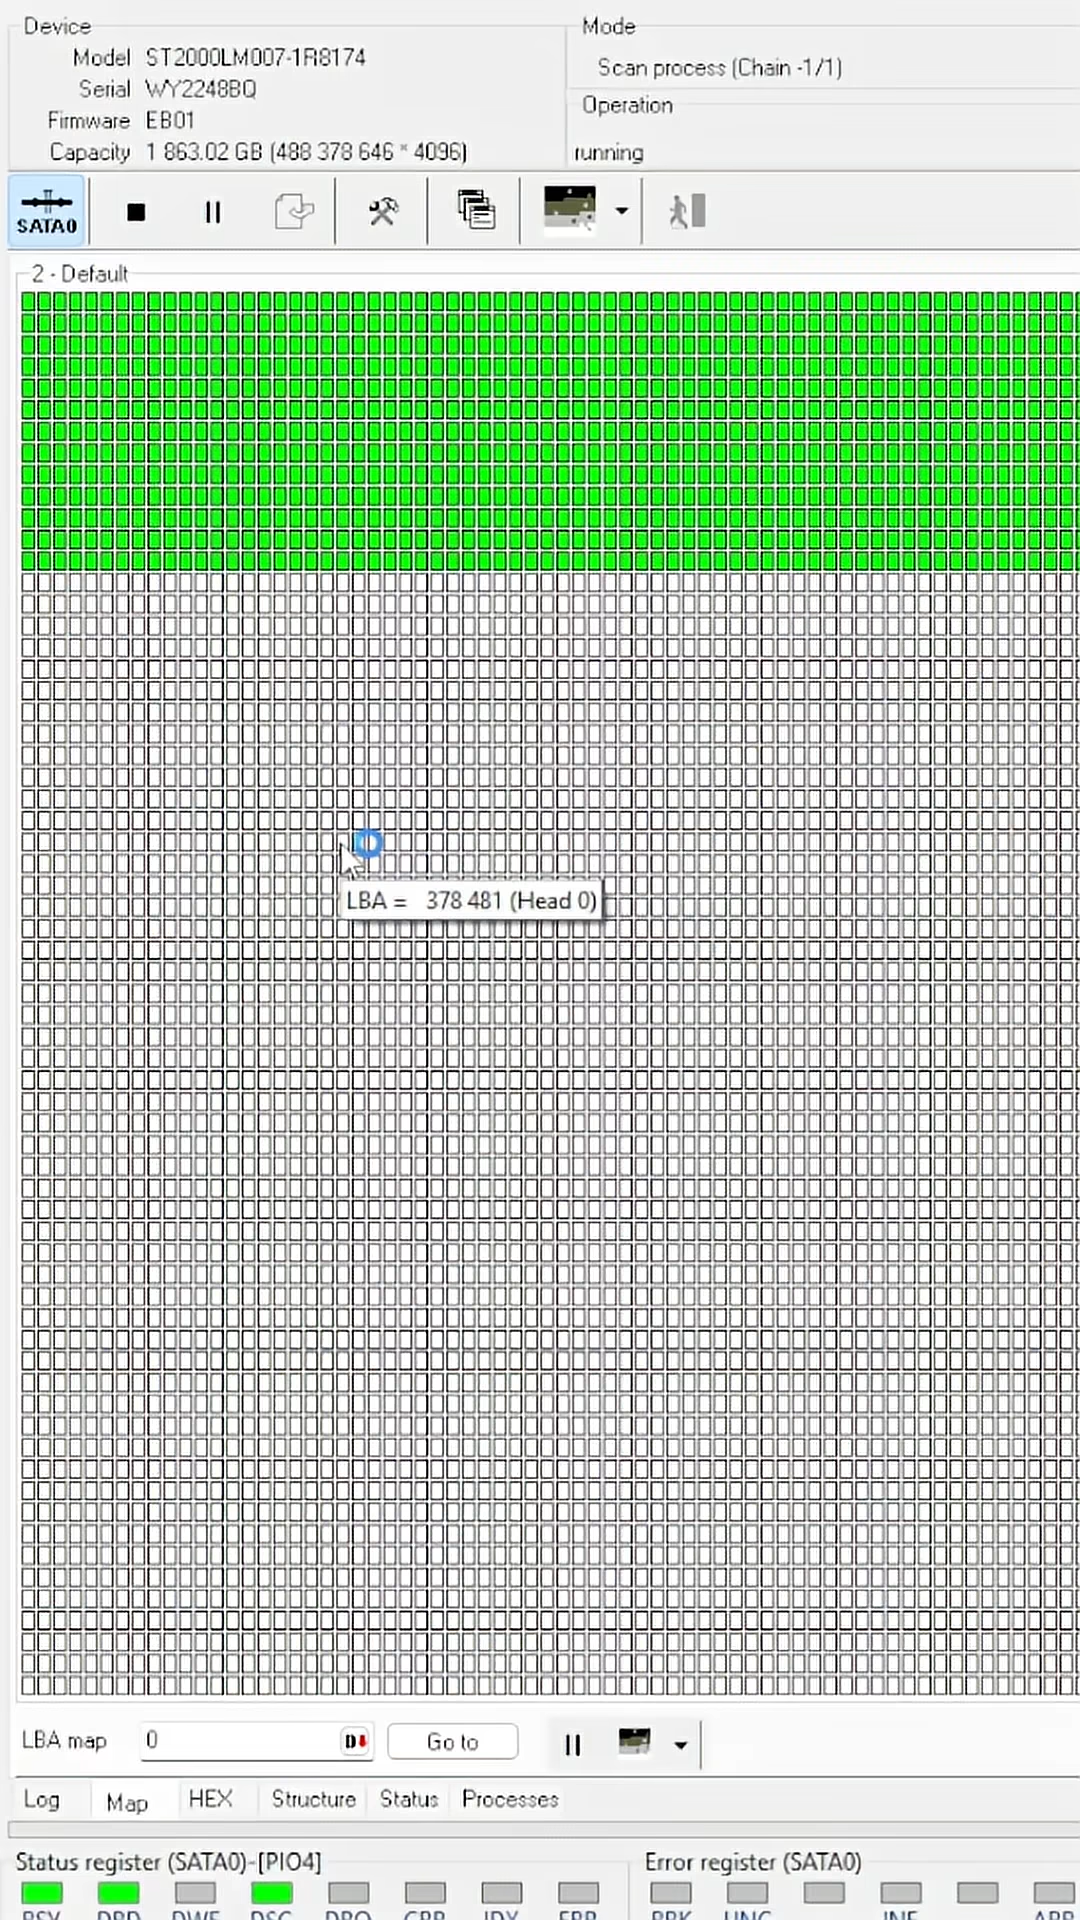 Device
Model ST2000LM007-1R8174
Serial WY2248BQ
Firmware EB01
Capacity 1 863.02 GB (488 378 646 * 4096)
Mode
Scan process (Chain -1/1)
Operation
running
SATA0
2 - Default
LBA = 378 481 (Head 0)
LBA map 0 D Go to
Log Map HEX Structure Status Processes
Status register (SATA0)-[PIO4]
Error register (SATA0)